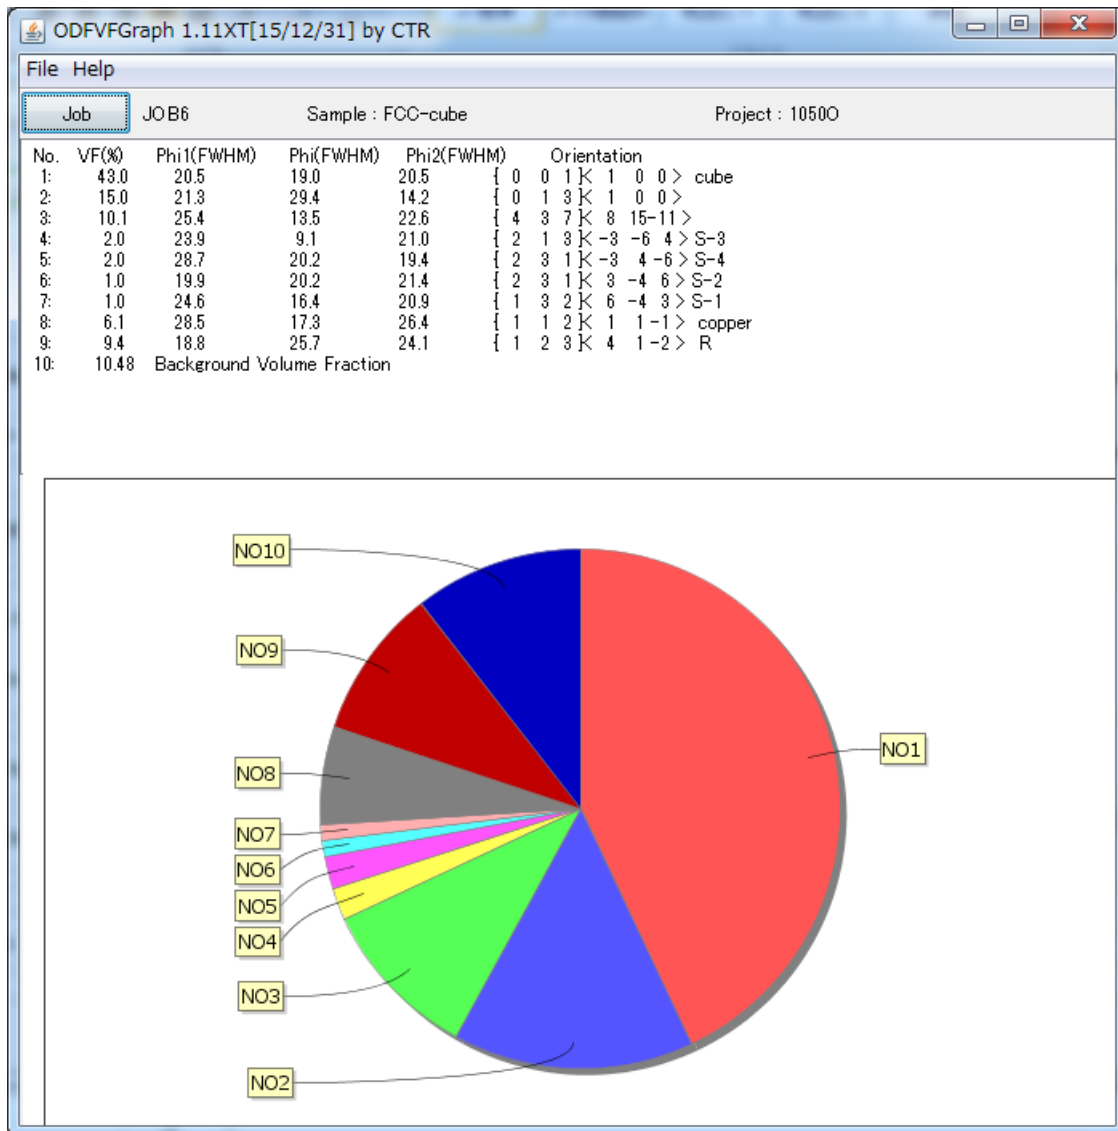 ODFVFGraph 1.11XT[15/12/31] by CTR
File Help
Job JOB6 Sample : FCC-cube Project : 1050O
No. VF(%) Phi1(FWHM) Phi(FWHM) Phi2(FWHM) Orientation
1: 43.0 20.5 19.0 20.5 { 0 0 1}< 1 0 0> cube
2: 15.0 21.3 29.4 14.2 { 0 1 3}< 1 0 0>
3: 10.1 25.4 13.5 22.6 { 4 3 7}< 8 15-11>
4: 2.0 23.9 9.1 21.0 { 2 1 3}<-3 -6 4> S-3
5: 2.0 28.7 20.2 19.4 { 2 3 1}<-3 4 -6> S-4
6: 1.0 19.9 20.2 21.4 { 2 3 1}< 3 -4 6> S-2
7: 1.0 24.6 16.4 20.9 { 1 3 2}< 6 -4 3> S-1
8: 6.1 28.5 17.3 26.4 { 1 1 2}< 1 1 -1> copper
9: 9.4 18.8 25.7 24.1 { 1 2 3}< 4 1 -2> R
10: 10.48 Background Volume Fraction
NO10
NO9
NO1
NO8
NO7
NO6
NO5
NO4
NO3
NO2